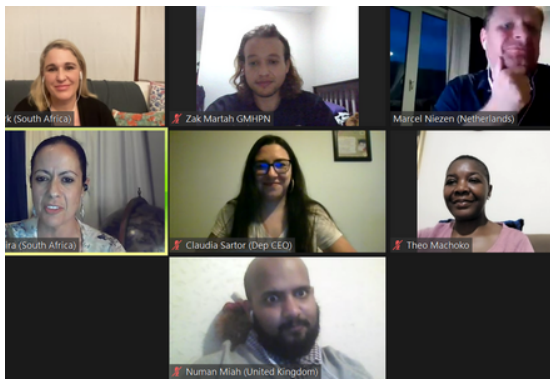 rk (South Africa)
Zak Martah GMHPN
Marcel Niezen (Netherlands)
ira (South Africa)
Claudia Sartor (Dep CEO)
Theo Machoko
Numan Miah (United Kingdom)